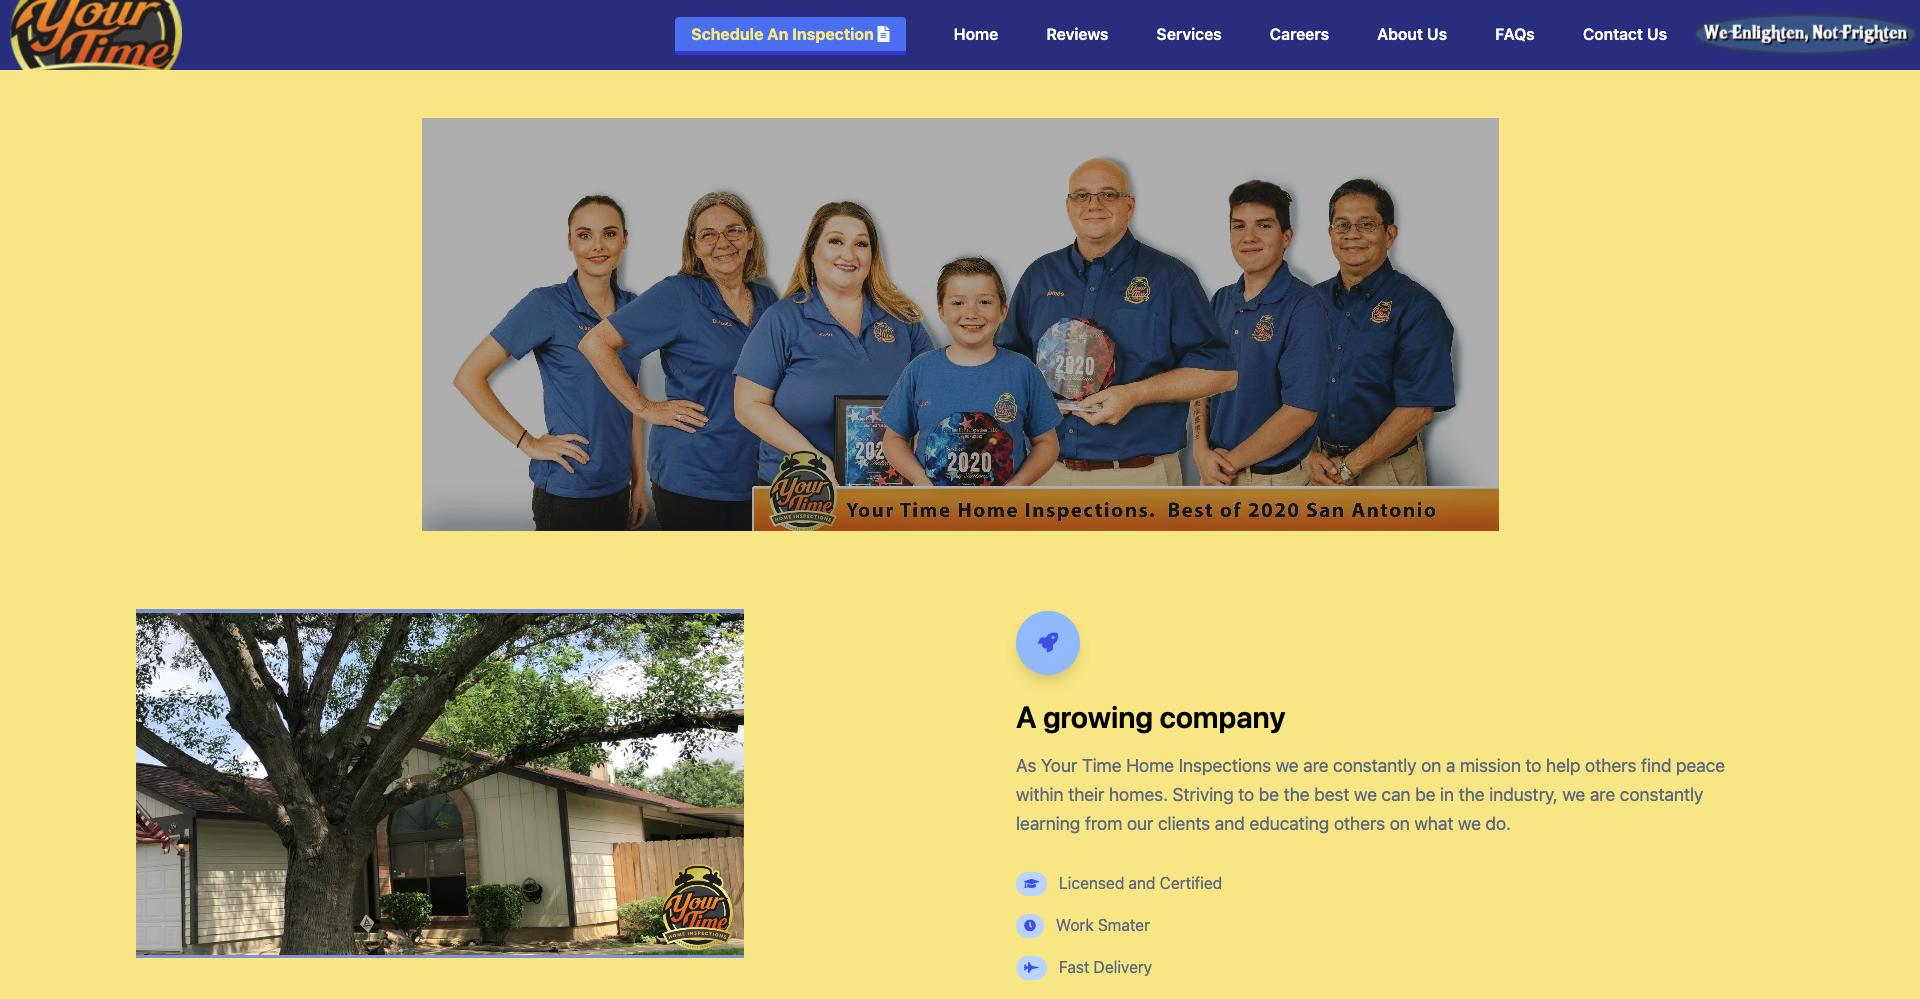 Your
Time
Schedule An Inspection
Home
Reviews
Services
Careers
About Us
FAQs
Contact Us
We Enlighten, Not Frighten
2020
2020
Your
Time
HOME INSPECTIONS
Your Time Home Inspections. Best of 2020 San Antonio
Your
Time
HOME INSPECTIONS
A growing company
As Your Time Home Inspections we are constantly on a mission to help others find peace
within their homes. Striving to be the best we can be in the industry, we are constantly
learning from our clients and educating others on what we do.
Licensed and Certified
Work Smater
Fast Delivery